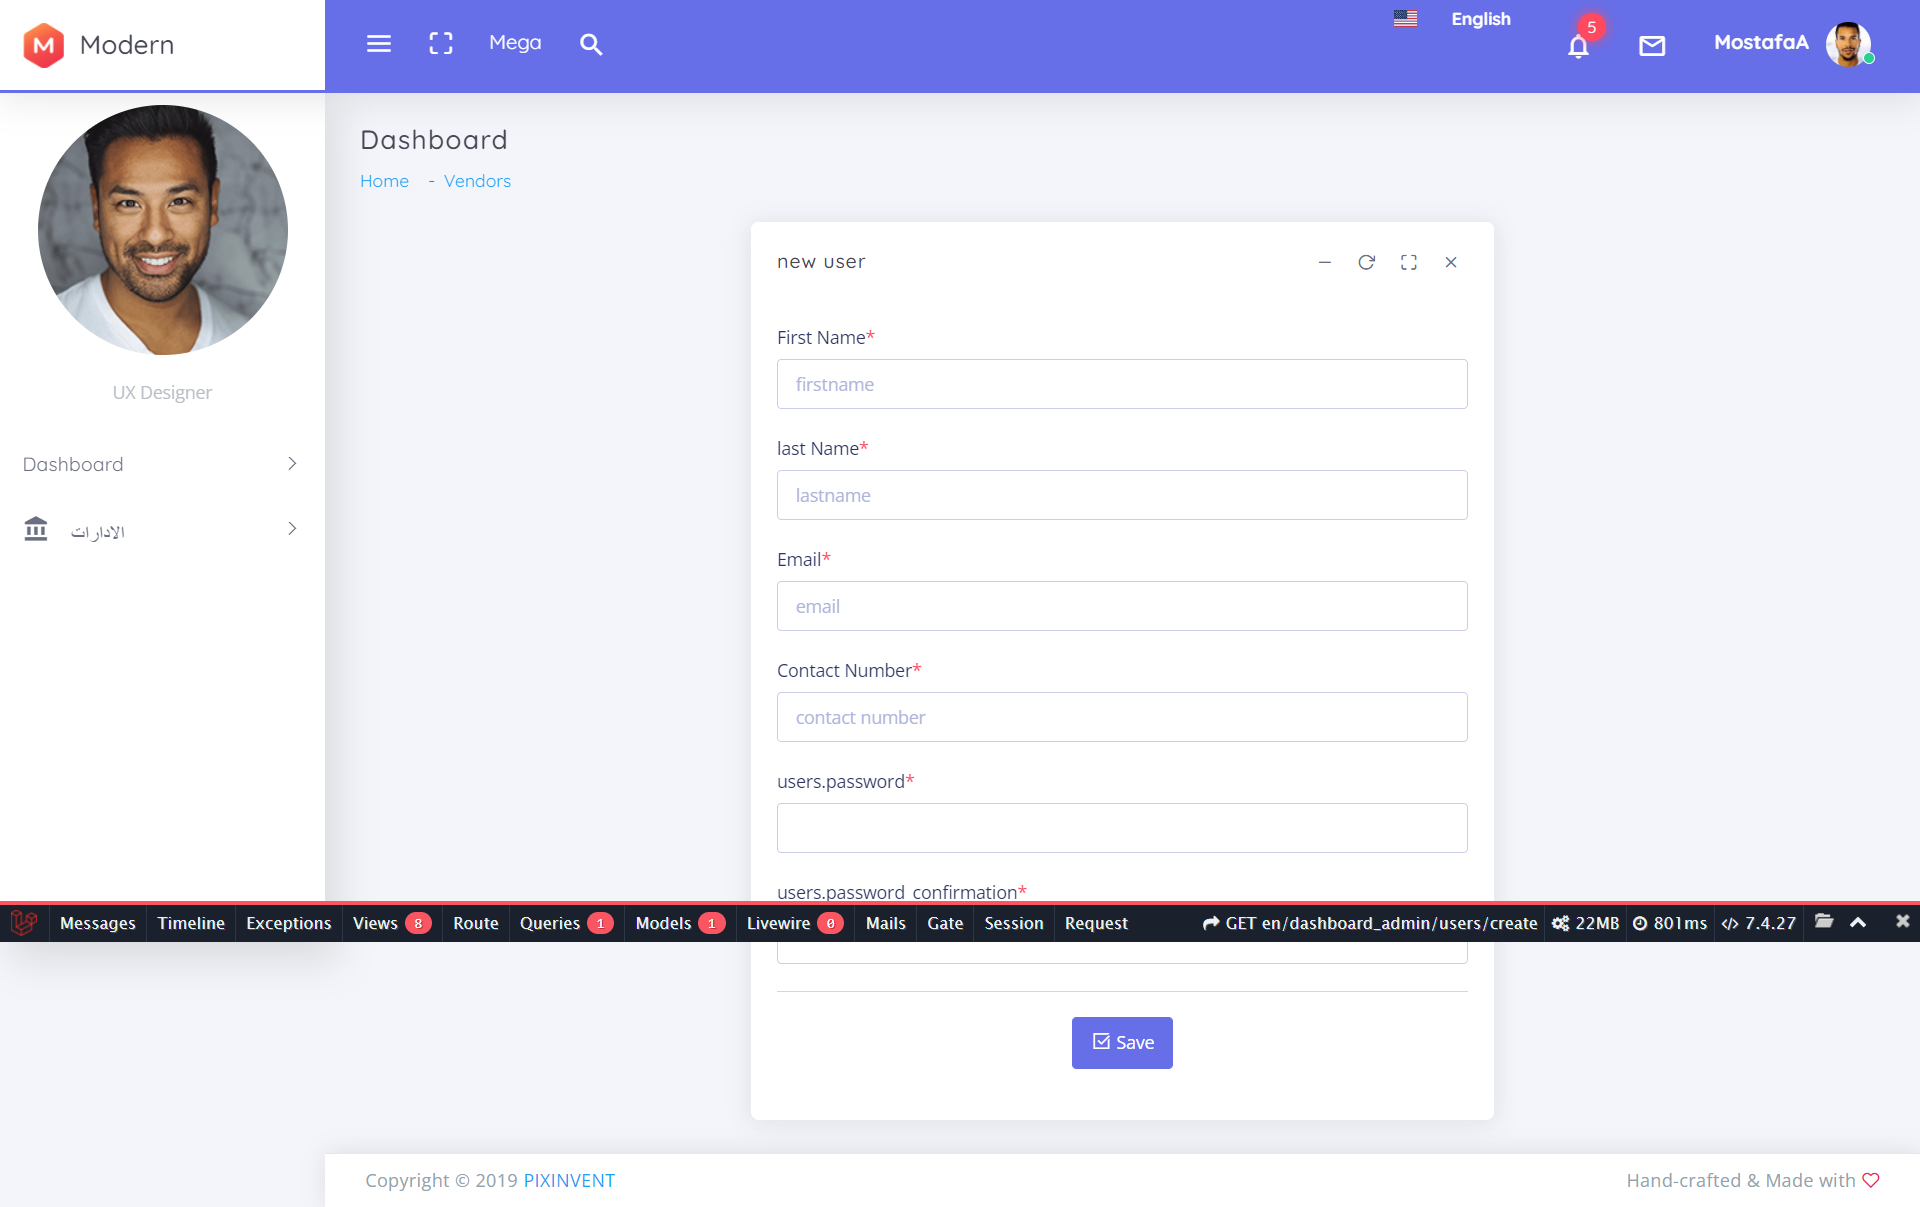 Modern
Mega
English
5
MostafaA
Dashboard
Home - Vendors
UX Designer
Dashboard
الادارات
new user
First Name*
firstname
last Name*
lastname
Email*
email
Contact Number*
contact number
users.password*
users.password_confirmation*
Messages Timeline Exceptions Views 8 Route Queries 1 Models 1 Livewire 0 Mails Gate Session Request GET en/dashboard_admin/users/create 22MB 801ms 7.4.27
Save
Copyright © 2019 PIXINVENT
Hand-crafted & Made with